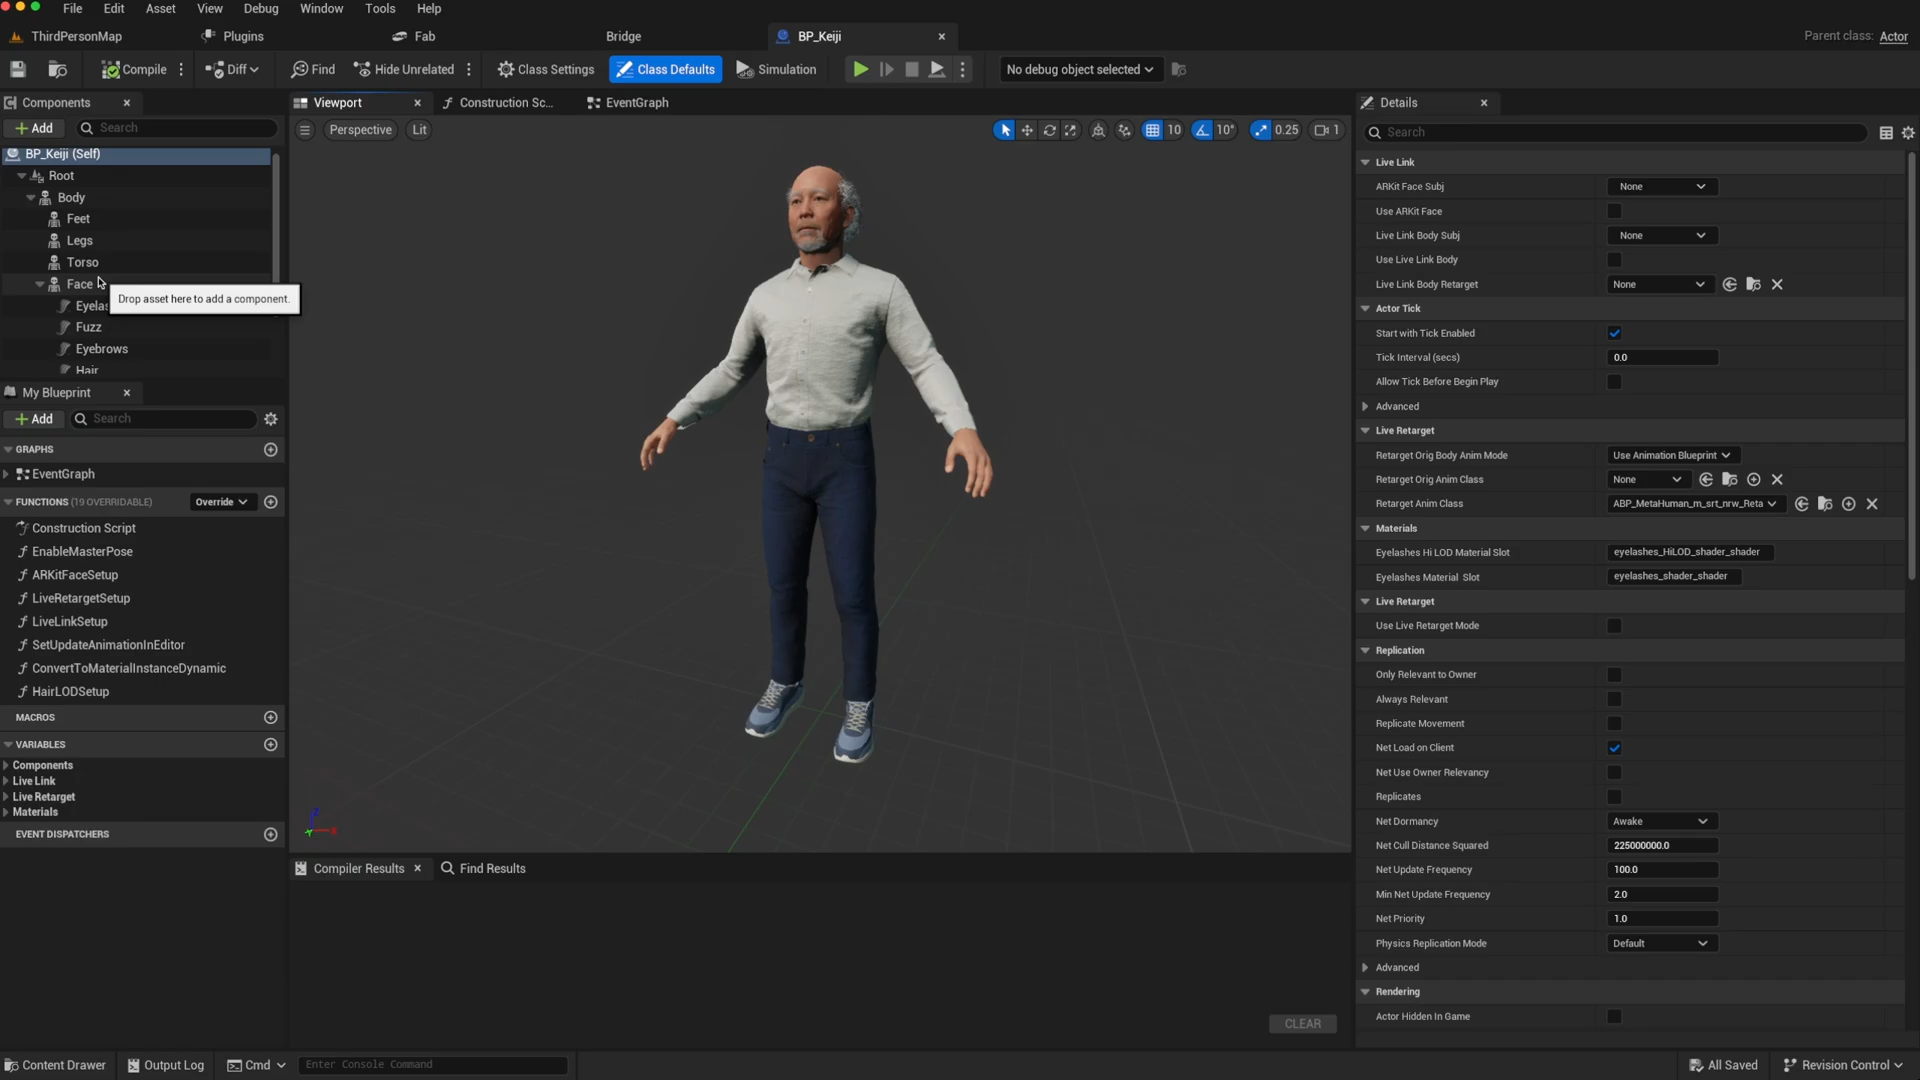 File Edit Asset View Debug Window Tools Help
ThirdPersonMap Plugins Fab Bridge BP_Keiji Parent class: Actor
Compile Diff Find Hide Unrelated Class Settings Class Defaults Simulation No debug object selected
Components
Add Search
BP_Keiji (Self)
Root
Body
Feet
Legs
Torso
Face
Drop asset here to add a component.
Eyelas
Fuzz
Eyebrows
Hair
My Blueprint
Add Search
GRAPHS
EventGraph
FUNCTIONS (19 OVERRIDABLE) Override
Construction Script
EnableMasterPose
ARKitFaceSetup
LiveRetargetSetup
LiveLinkSetup
SetUpdateAnimationInEditor
ConvertToMaterialInstanceDynamic
HairLODSetup
MACROS
VARIABLES
Components
Live Link
Live Retarget
Materials
EVENT DISPATCHERS
Viewport Construction Sc... EventGraph
Perspective Lit 10 10° 0.25 1
Z
X
Y
Compiler Results Find Results
CLEAR
Details
Search
Live Link
ARKit Face Subj None
Use ARKit Face
Live Link Body Subj None
Use Live Link Body
Live Link Body Retarget None
Actor Tick
Start with Tick Enabled
Tick Interval (secs) 0.0
Allow Tick Before Begin Play
Advanced
Live Retarget
Retarget Orig Body Anim Mode Use Animation Blueprint
Retarget Orig Anim Class None
Retarget Anim Class ABP_MetaHuman_m_srt_nrw_Reta
Materials
Eyelashes Hi LOD Material Slot eyelashes_HiLOD_shader_shader
Eyelashes Material Slot eyelashes_shader_shader
Live Retarget
Use Live Retarget Mode
Replication
Only Relevant to Owner
Always Relevant
Replicate Movement
Net Load on Client
Net Use Owner Relevancy
Replicates
Net Dormancy Awake
Net Cull Distance Squared 225000000.0
Net Update Frequency 100.0
Min Net Update Frequency 2.0
Net Priority 1.0
Physics Replication Mode Default
Advanced
Rendering
Actor Hidden In Game
Content Drawer Output Log Cmd Enter Console Command All Saved Revision Control